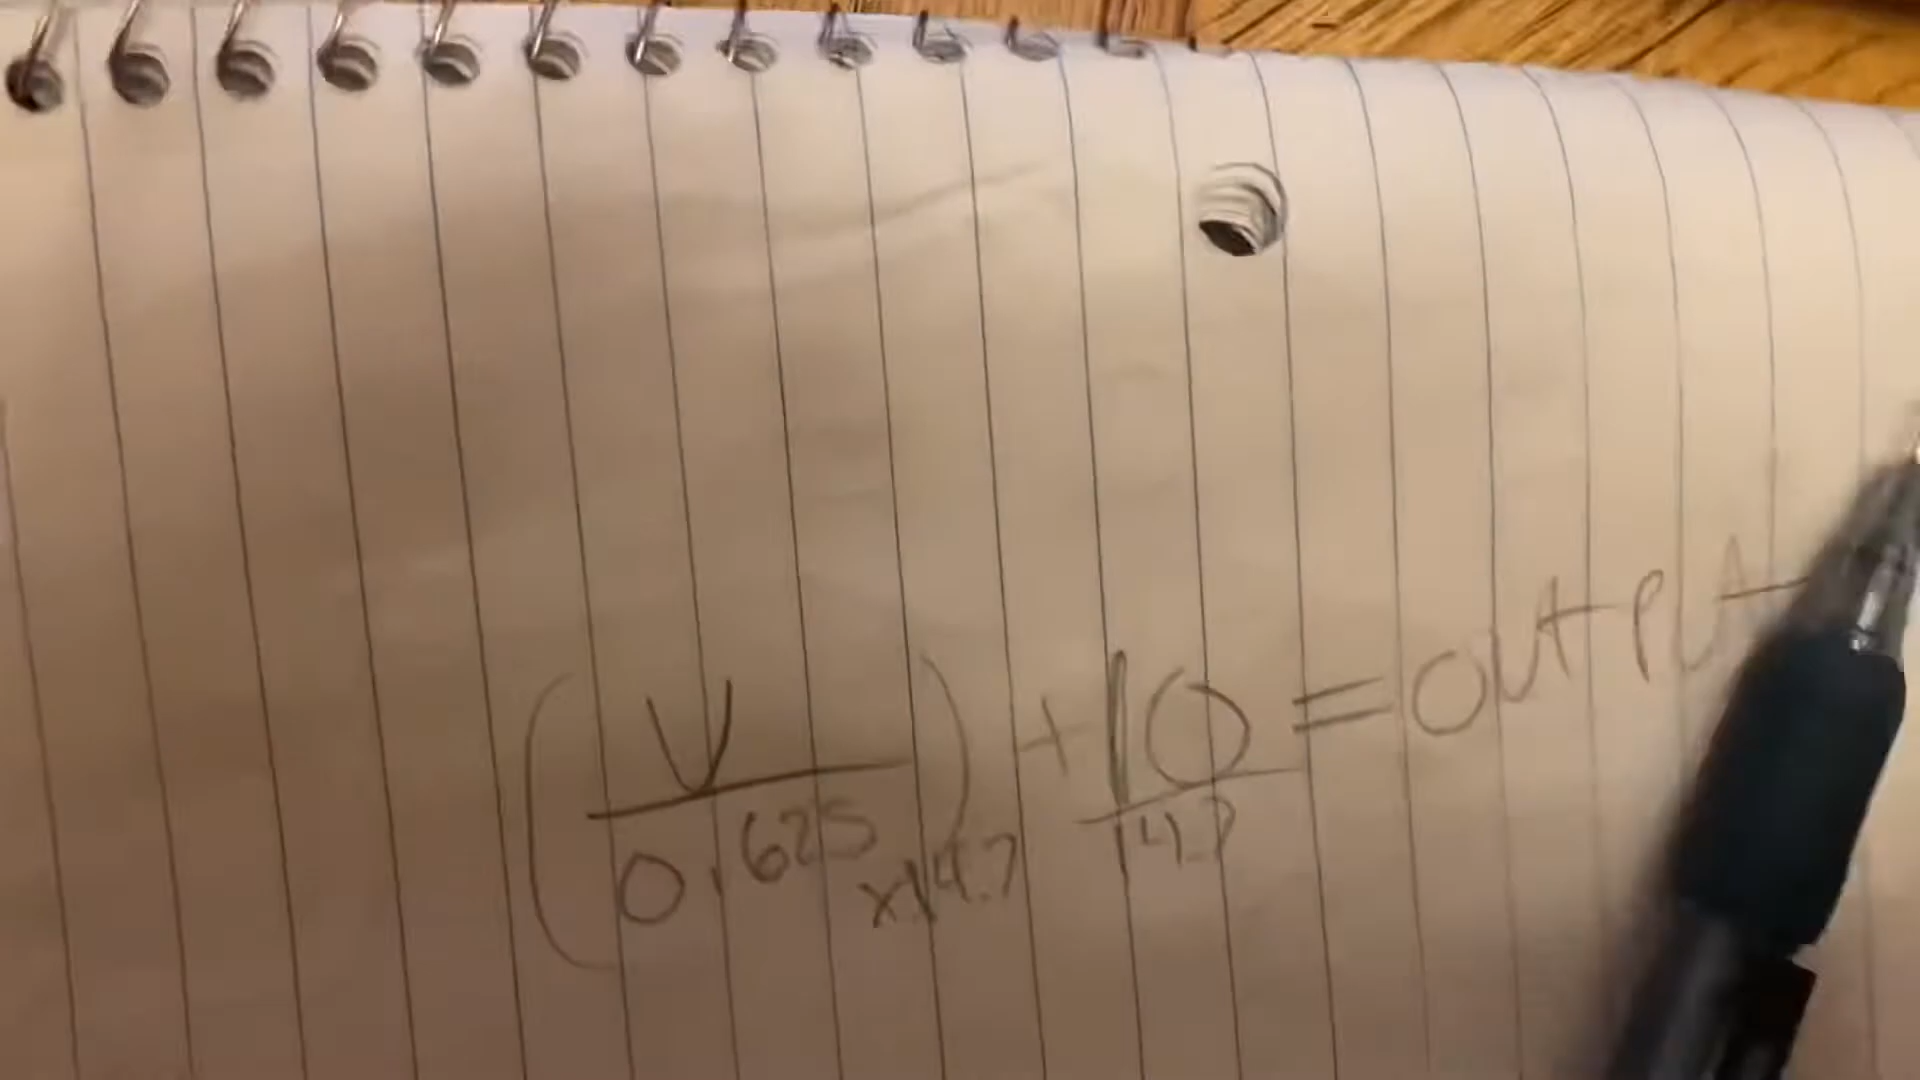 (V/0.625 x14.7) + 10/14.7 = output